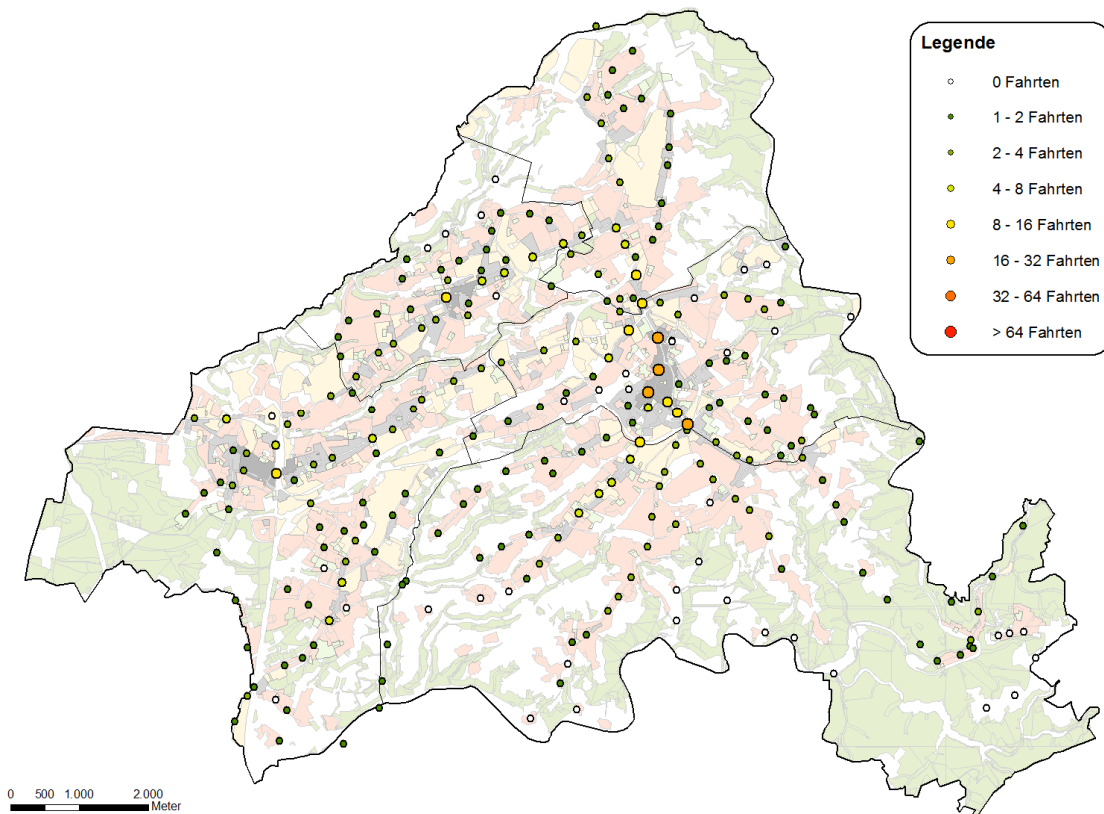 Legende
0 Fahrten
1 - 2 Fahrten
2 - 4 Fahrten
4 - 8 Fahrten
8 - 16 Fahrten
16 - 32 Fahrten
32 - 64 Fahrten
> 64 Fahrten
0 500 1.000 2.000
Meter